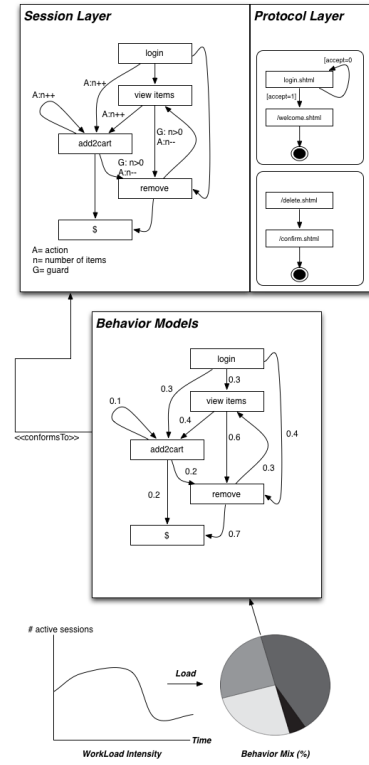 Session Layer
login
A:n++
A:n++
view items
A:n++
G: n>0
A:n--
add2cart
G: n>0
A:n--
remove
$
A= action
n= number of items
G= guard
Protocol Layer
[accept=0
login.shtml
[accept=1]
/welcome.shtml
/delete.shtml
/confirm.shtml
<<conformsTo>>
Behavior Models
login
0.3
0.3
0.1
view items
0.4
0.6
0.4
add2cart
0.2
0.3
0.2
remove
$
0.7
# active sessions
Load
Time
WorkLoad Intensity
Behavior Mix (%)